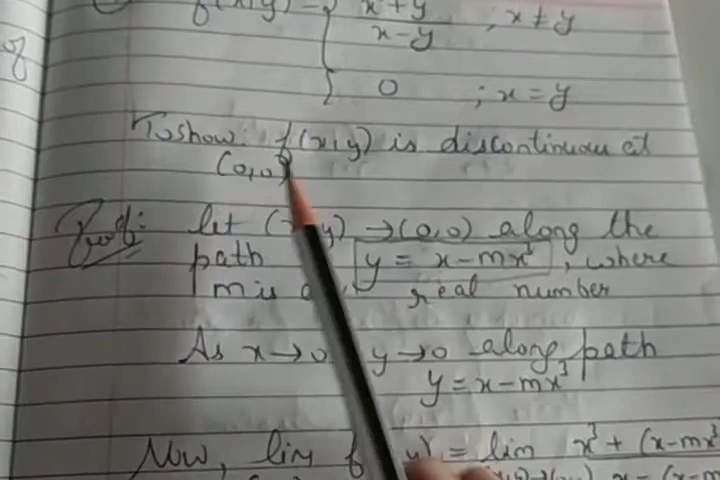 f(x,y) = { x + y / x - y , x ≠ y
0 ; x = y
To show: f(x,y) is discontinuous at
(0,0)
Proof: let (x, y) → (0,0) along the
path y = x - mx³, where
m is a real number
As x → 0 y → 0 along path
y = x - mx³
Now, lim f y) = lim x³ + (x - mx³
x - (x - m